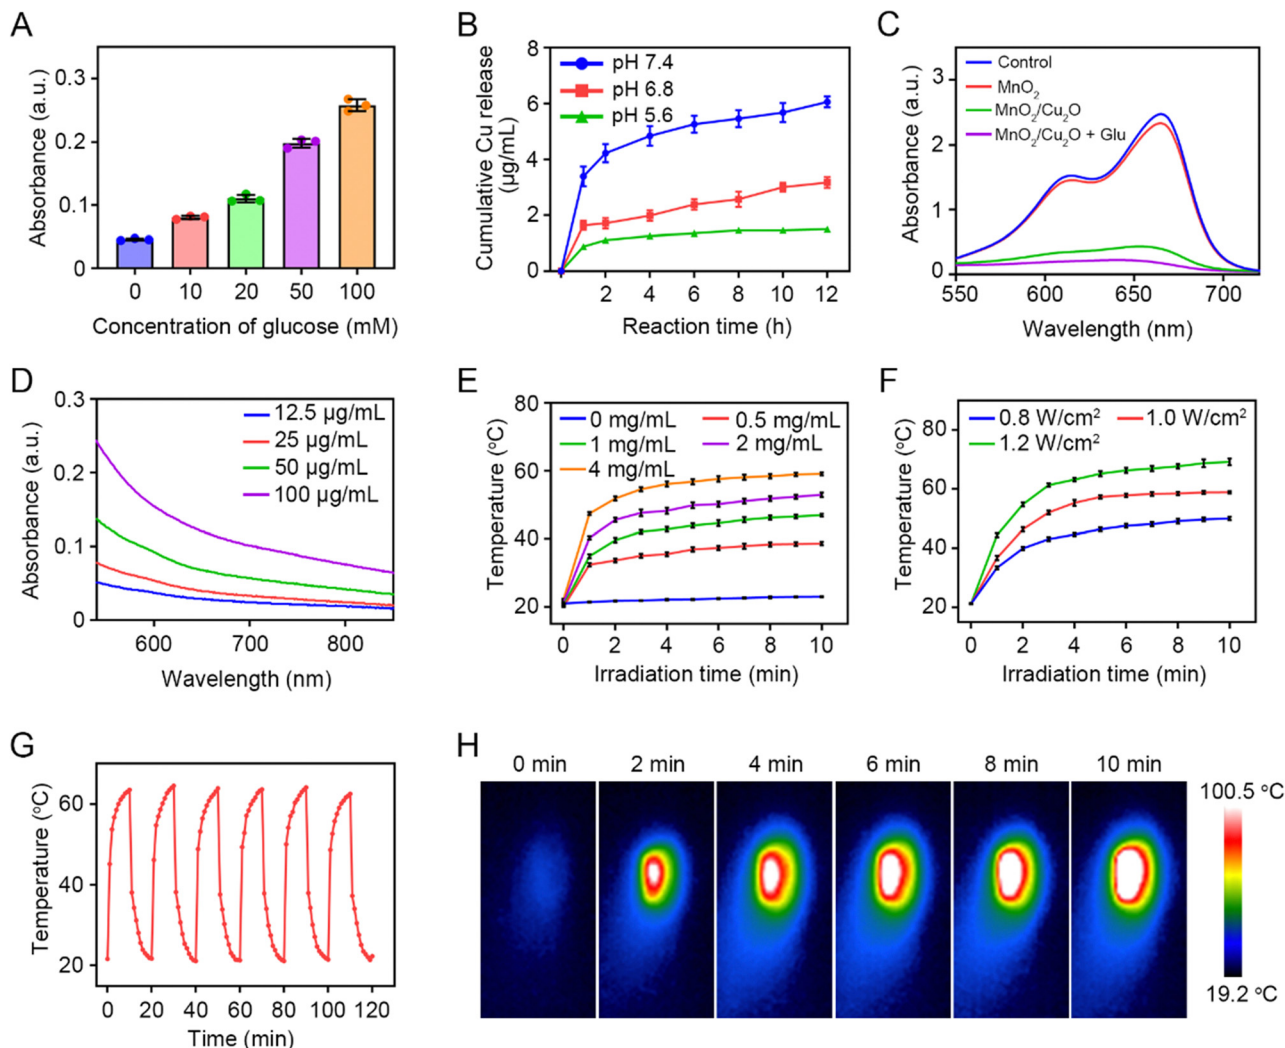 A
Absorbance (a.u.)
0.3
0.2
0.1
0
0 10 20 50 100
Concentration of glucose (mM)
B
Cumulative Cu release
(µg/mL)
8
6
4
2
0
pH 7.4
pH 6.8
pH 5.6
2 4 6 8 10 12
Reaction time (h)
C
Absorbance (a.u.)
3
2
1
0
Control
MnO2
MnO2/Cu2O
MnO2/Cu2O + Glu
550 600 650 700
Wavelength (nm)
D
Absorbance (a.u.)
0.3
0.2
0.1
0
12.5 µg/mL
25 µg/mL
50 µg/mL
100 µg/mL
600 700 800
Wavelength (nm)
E
Temperature (°C)
80
60
40
20
0 mg/mL 0.5 mg/mL
1 mg/mL 2 mg/mL
4 mg/mL
0 2 4 6 8 10
Irradiation time (min)
F
Temperature (°C)
80
60
40
20
0.8 W/cm² 1.0 W/cm²
1.2 W/cm²
0 2 4 6 8 10
Irradiation time (min)
G
Temperature (°C)
60
40
20
0 20 40 60 80 100 120
Time (min)
H
0 min 2 min 4 min 6 min 8 min 10 min
100.5 °C
19.2 °C